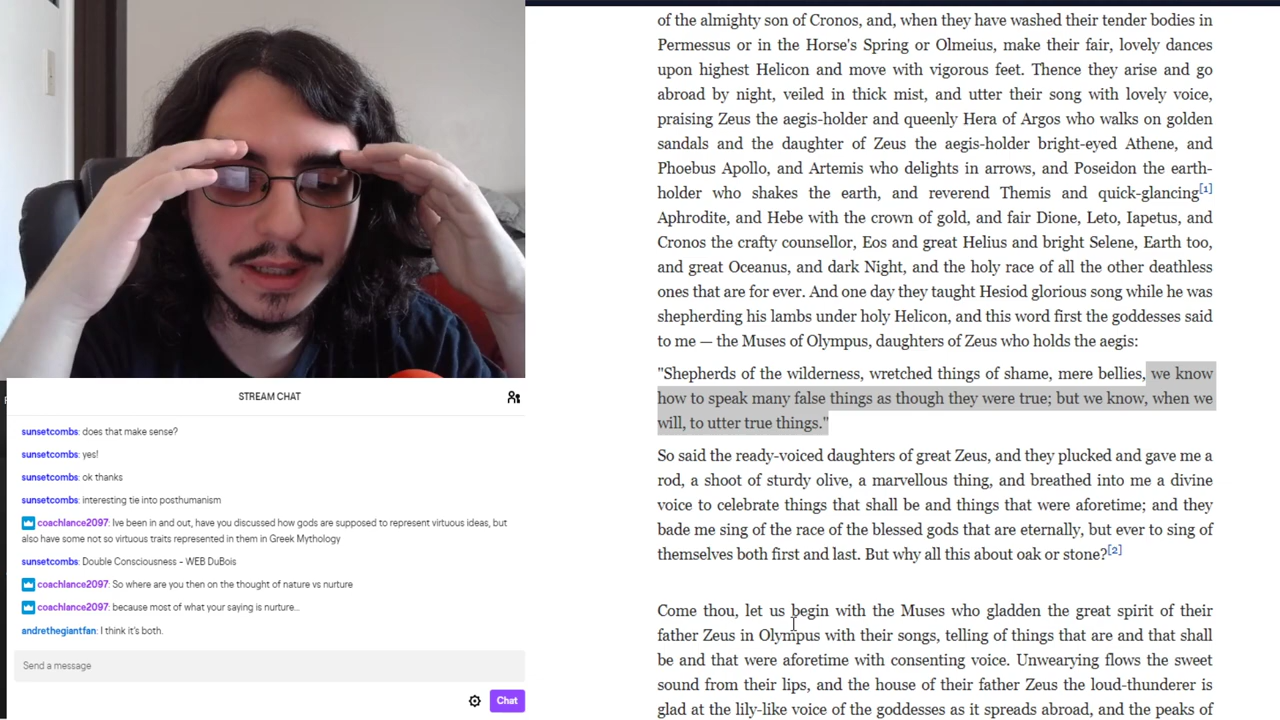 STREAM CHAT
sunsetcombs: does that make sense?
sunsetcombs: yes!
sunsetcombs: ok thanks
sunsetcombs: interesting tie into posthumanism
coachlance2097: Ive been in and out, have you discussed how gods are supposed to represent virtuous ideas, but
also have some not so virtuous traits represented in them in Greek Mythology
sunsetcombs: Double Consciousness - WEB DuBois
coachlance2097: So where are you then on the thought of nature vs nurture
coachlance2097: because most of what your saying is nurture...
andrethegiantfan: I think it's both.
Send a message
Chat
of the almighty son of Cronos, and, when they have washed their tender bodies in
Permessus or in the Horse's Spring or Olmeius, make their fair, lovely dances
upon highest Helicon and move with vigorous feet. Thence they arise and go
abroad by night, veiled in thick mist, and utter their song with lovely voice,
praising Zeus the aegis-holder and queenly Hera of Argos who walks on golden
sandals and the daughter of Zeus the aegis-holder bright-eyed Athene, and
Phoebus Apollo, and Artemis who delights in arrows, and Poseidon the earth-
holder who shakes the earth, and reverend Themis and quick-glancing[1]
Aphrodite, and Hebe with the crown of gold, and fair Dione, Leto, Iapetus, and
Cronos the crafty counsellor, Eos and great Helius and bright Selene, Earth too,
and great Oceanus, and dark Night, and the holy race of all the other deathless
ones that are for ever. And one day they taught Hesiod glorious song while he was
shepherding his lambs under holy Helicon, and this word first the goddesses said
to me — the Muses of Olympus, daughters of Zeus who holds the aegis:
"Shepherds of the wilderness, wretched things of shame, mere bellies, we know
how to speak many false things as though they were true; but we know, when we
will, to utter true things."
So said the ready-voiced daughters of great Zeus, and they plucked and gave me a
rod, a shoot of sturdy olive, a marvellous thing, and breathed into me a divine
voice to celebrate things that shall be and things that were aforetime; and they
bade me sing of the race of the blessed gods that are eternally, but ever to sing of
themselves both first and last. But why all this about oak or stone?[2]
Come thou, let us begin with the Muses who gladden the great spirit of their
father Zeus in Olympus with their songs, telling of things that are and that shall
be and that were aforetime with consenting voice. Unwearying flows the sweet
sound from their lips, and the house of their father Zeus the loud-thunderer is
glad at the lily-like voice of the goddesses as it spreads abroad, and the peaks of